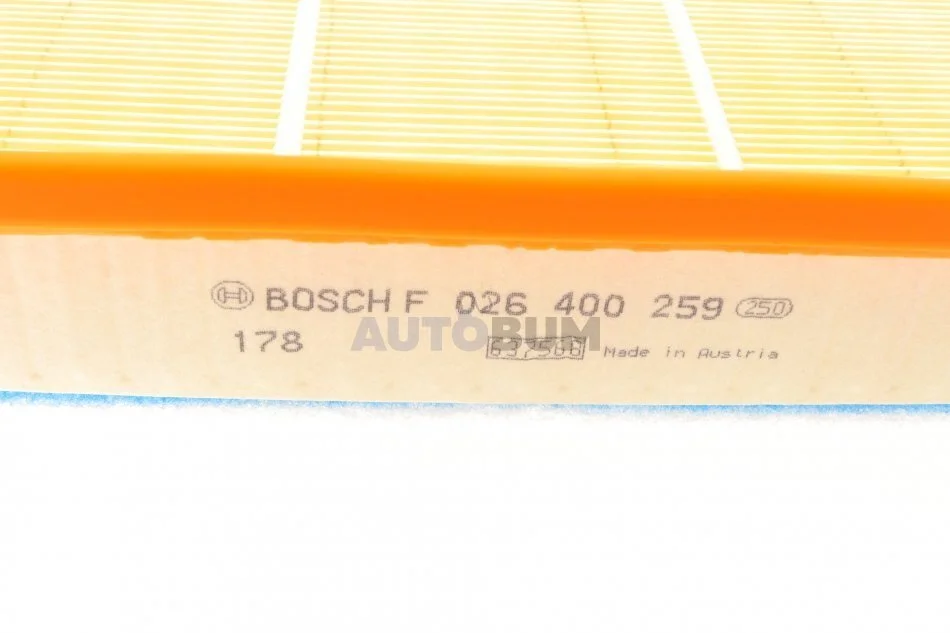 BOSCH F 026 400 259 250
178
AUTOBUM
Made in Austria